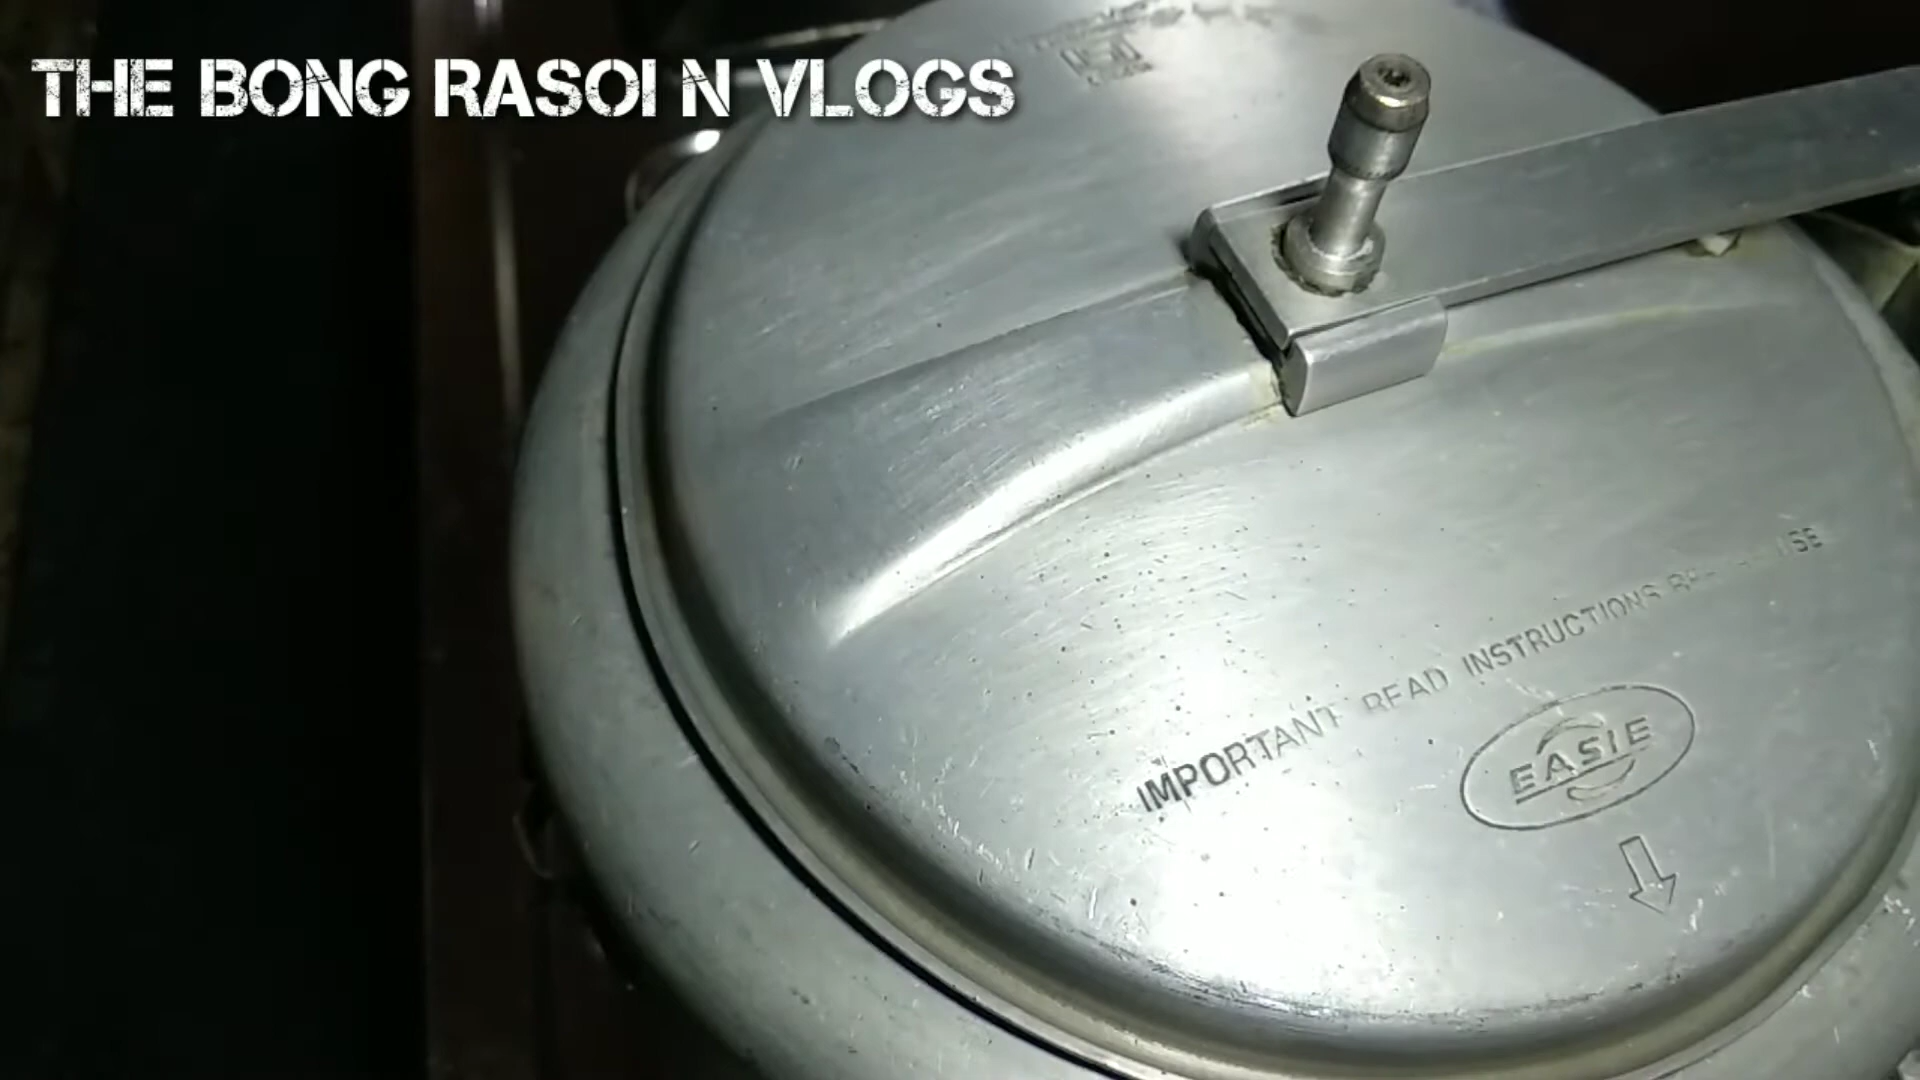 THE BONG RASOI N VLOGS
IMPORTANT READ INSTRUCTIONS
EASIE